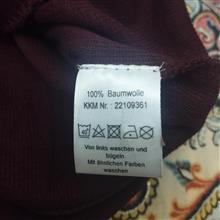 100% Baumwolle
KKM Nr. : 22109361
Von links waschen und
bügeln
Mit ähnlichen Farben
waschen